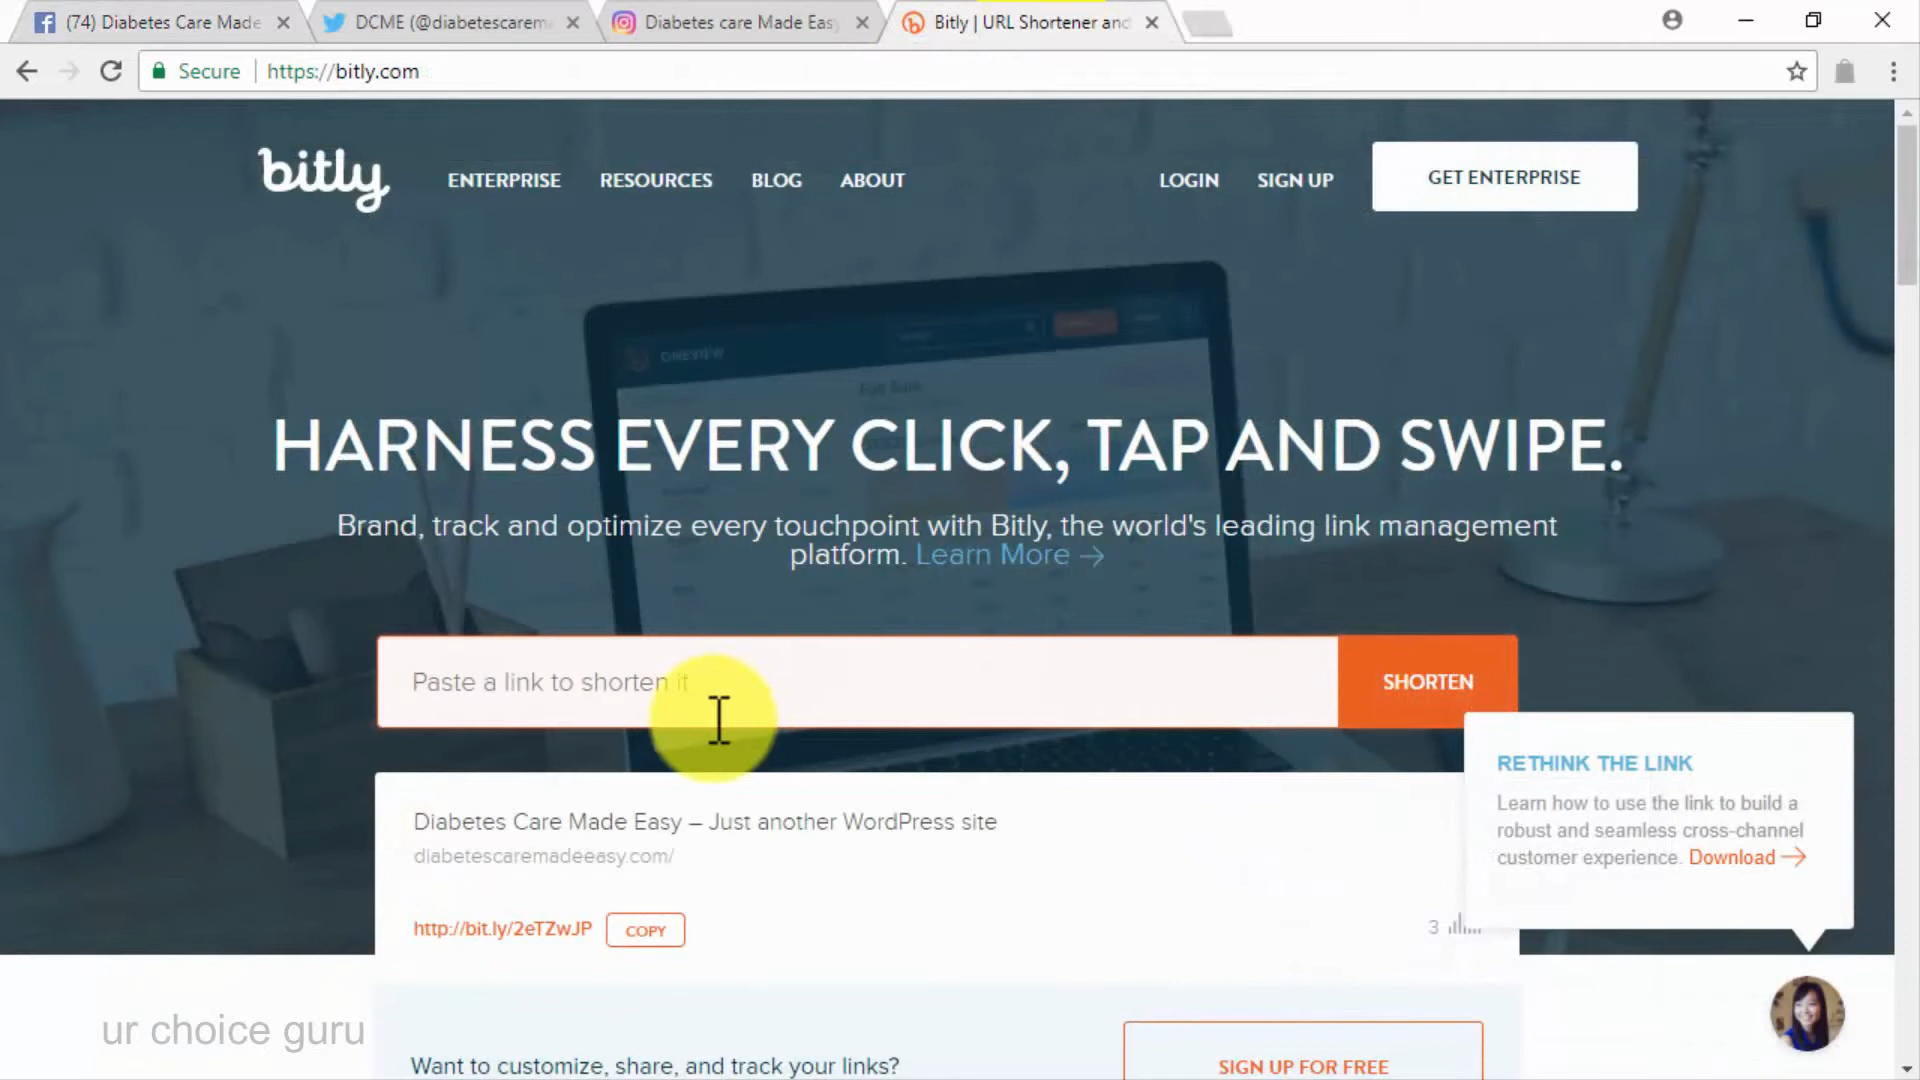 (74) Diabetes Care Made
DCME (@diabetescarem
Diabetes care Made Eas
Bitly | URL Shortener and
Secure
https://bitly.com
bitly
ENTERPRISE
RESOURCES
BLOG
ABOUT
LOGIN
SIGN UP
GET ENTERPRISE
HARNESS EVERY CLICK, TAP AND SWIPE.
Brand, track and optimize every touchpoint with Bitly, the world's leading link management
platform. Learn More →
Paste a link to shorten it
SHORTEN
RETHINK THE LINK
Learn how to use the link to build a
robust and seamless cross-channel
customer experience. Download →
Diabetes Care Made Easy – Just another WordPress site
diabetescaremadeeasy.com/
http://bit.ly/2eTZwJP
COPY
3
ur choice guru
Want to customize, share, and track your links?
SIGN UP FOR FREE